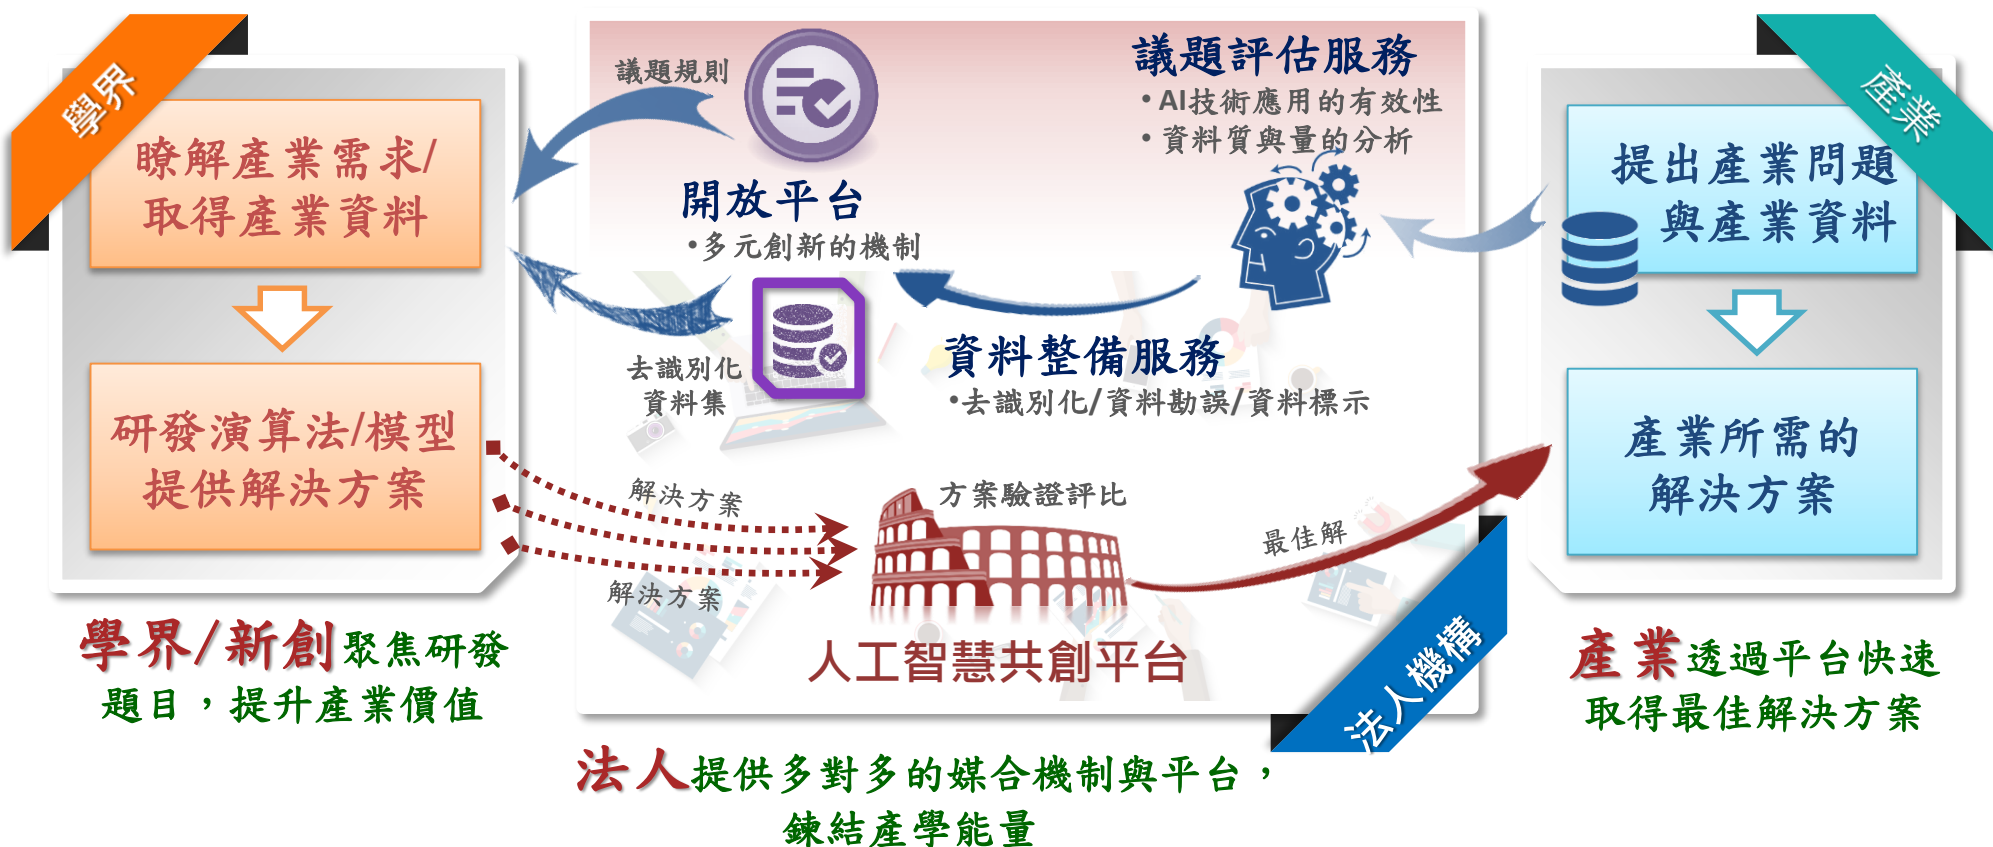 學界
瞭解產業需求/
取得產業資料
研發演算法/模型
提供解決方案
學界/新創聚焦研發
題目，提升產業價值
議題規則
開放平台
•多元創新的機制
去識別化
資料集
議題評估服務
•AI技術應用的有效性
•資料質與量的分析
資料整備服務
•去識別化/資料勘誤/資料標示
解決方案
解決方案
方案驗證評比
最佳解
人工智慧共創平台
法人機構
法人提供多對多的媒合機制與平台，
鍊結產學能量
產業
提出產業問題
與產業資料
產業所需的
解決方案
產業透過平台快速
取得最佳解決方案